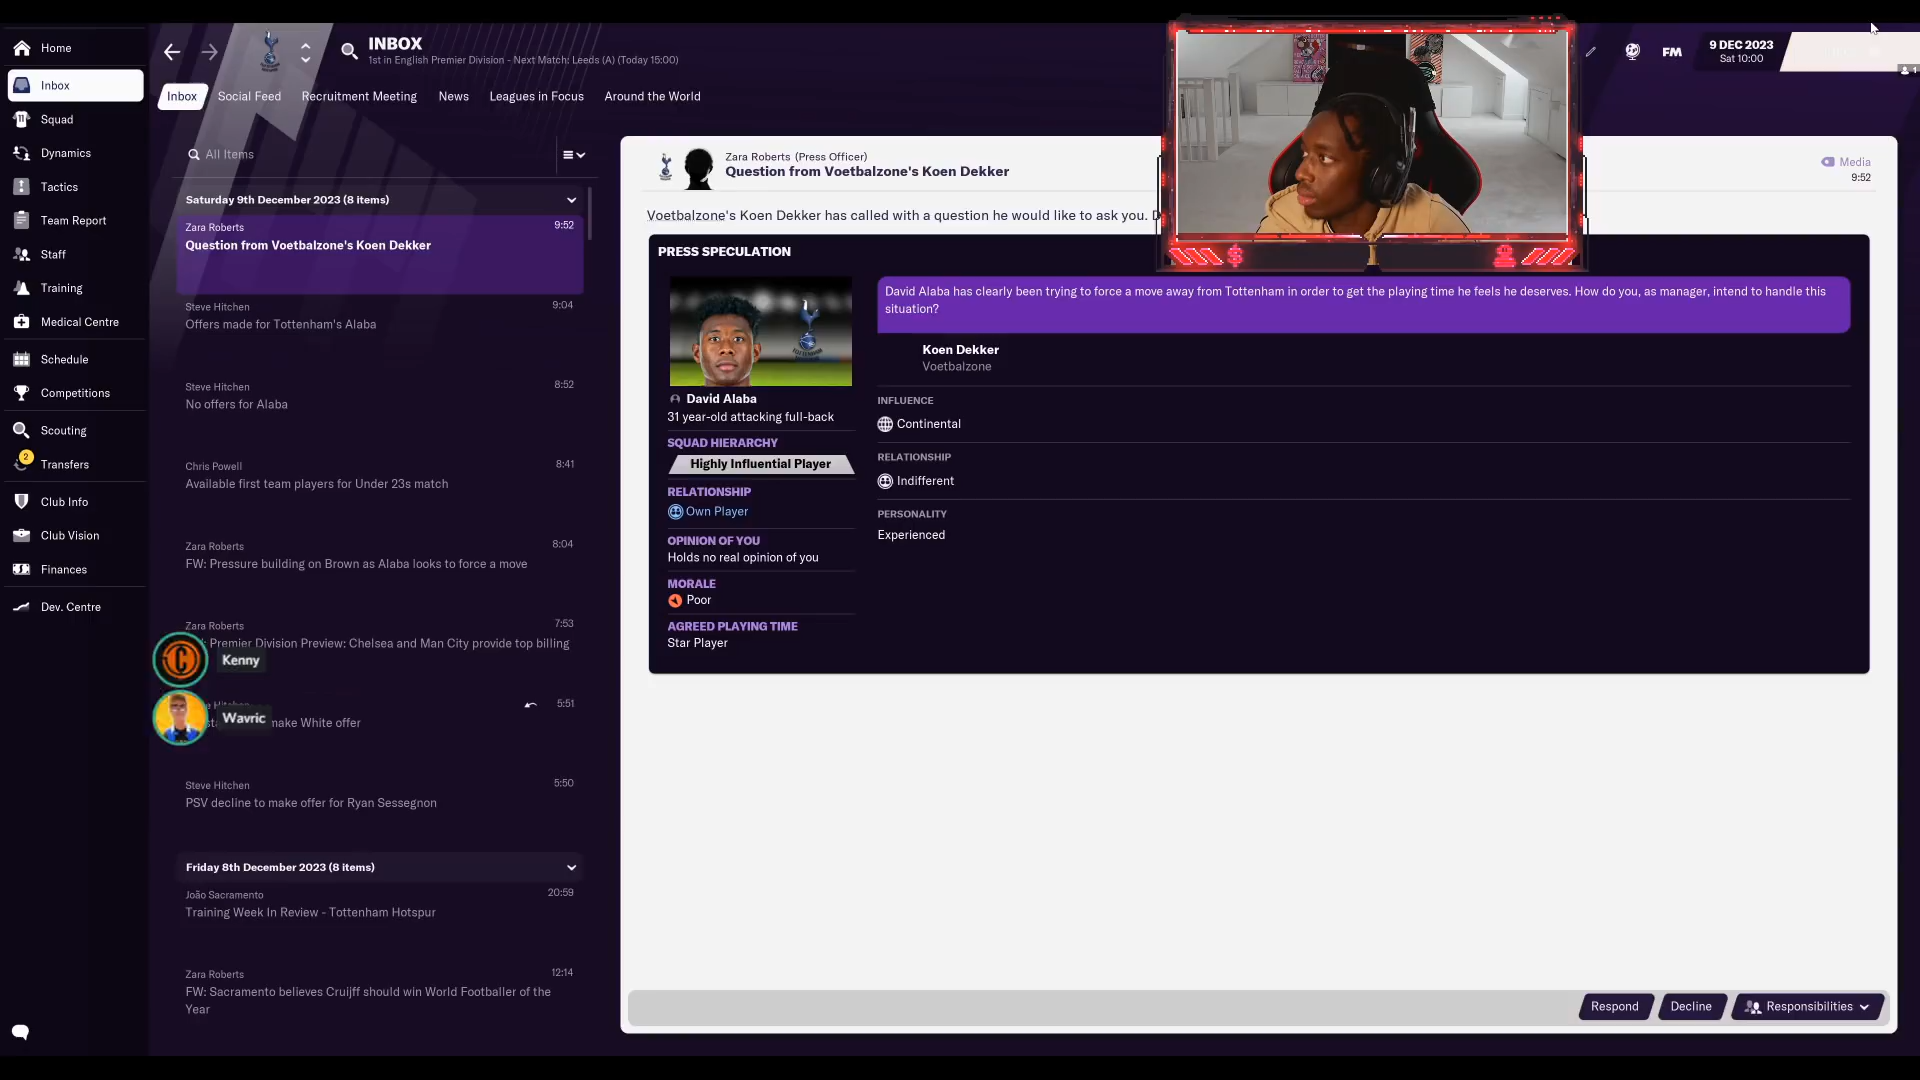 Home
Inbox
Squad
Dynamics
Tactics
Team Report
Staff
Training
Medical Centre
Schedule
Competitions
Scouting
2
Transfers
Club Info
Club Vision
Finances
Dev. Centre
INBOX
1st in English Premier Division - Next Match: Leeds (A) (Today 15:00)
FM
9 DEC 2023
Sat 10:00
1
Inbox
Social Feed
Recruitment Meeting
News
Leagues in Focus
Around the World
All Items
Saturday 9th December 2023 (8 items)
Zara Roberts 9:52
Question from Voetbalzone's Koen Dekker
Steve Hitchen 9:04
Offers made for Tottenham's Alaba
Steve Hitchen 8:52
No offers for Alaba
Chris Powell 8:41
Available first team players for Under 23s match
Zara Roberts 8:04
FW: Pressure building on Brown as Alaba looks to force a move
Zara Roberts 7:53
Premier Division Preview: Chelsea and Man City provide top billing
Kenny
5:51
make White offer
Wavric
Steve Hitchen 5:50
PSV decline to make offer for Ryan Sessegnon
Friday 8th December 2023 (8 items)
João Sacramento 20:59
Training Week In Review - Tottenham Hotspur
Zara Roberts 12:14
FW: Sacramento believes Cruijff should win World Footballer of the
Year
Zara Roberts (Press Officer)
Question from Voetbalzone's Koen Dekker
Media
9:52
Voetbalzone's Koen Dekker has called with a question he would like to ask you.
PRESS SPECULATION
David Alaba has clearly been trying to force a move away from Tottenham in order to get the playing time he feels he deserves. How do you, as manager, intend to handle this
situation?
Koen Dekker
Voetbalzone
INFLUENCE
Continental
RELATIONSHIP
Indifferent
PERSONALITY
Experienced
David Alaba
31 year-old attacking full-back
SQUAD HIERARCHY
Highly Influential Player
RELATIONSHIP
Own Player
OPINION OF YOU
Holds no real opinion of you
MORALE
Poor
AGREED PLAYING TIME
Star Player
Respond
Decline
Responsibilities